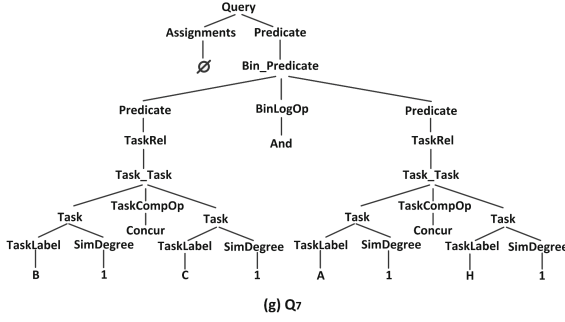 Query
Assignments Predicate
∅ Bin_Predicate
Predicate BinLogOp Predicate
TaskRel And TaskRel
Task_Task Task_Task
Task TaskCompOp Task Task TaskCompOp Task
Concur Concur
TaskLabel SimDegree TaskLabel SimDegree TaskLabel SimDegree TaskLabel SimDegree
B 1 C 1 A 1 H 1
(g) Q7